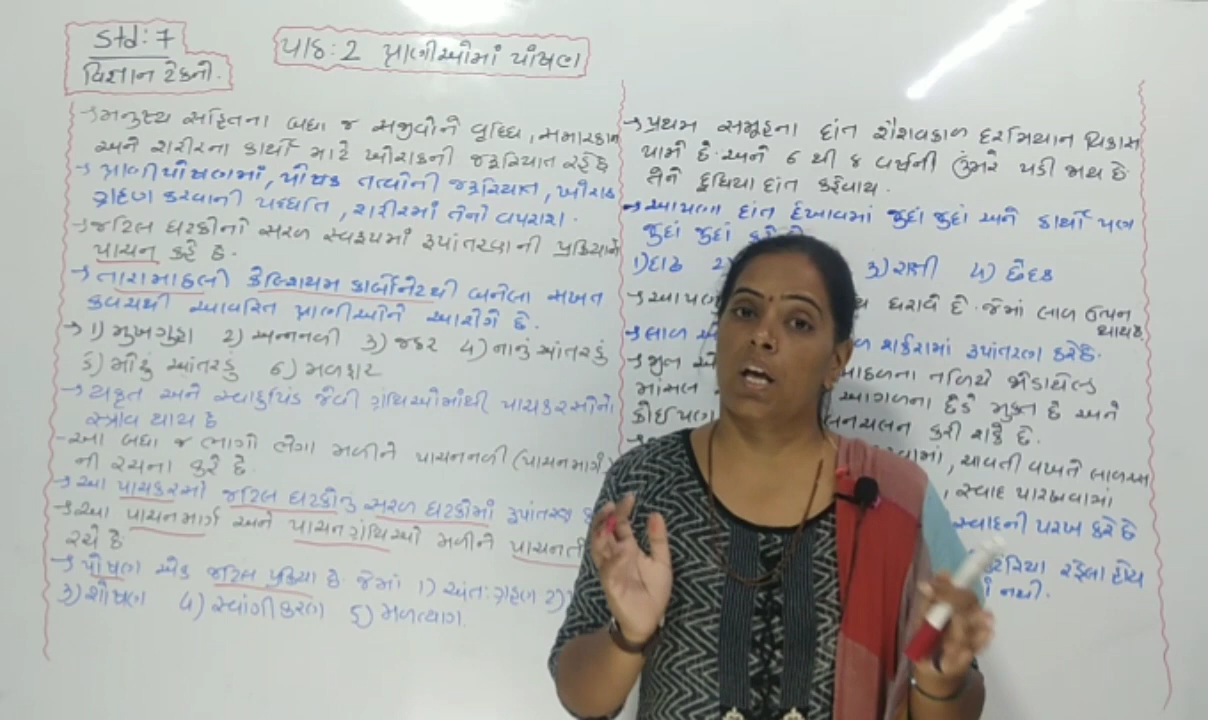 Std: 7
વિજ્ઞાન ટેકનો.
પાઠ: 2 પ્રાણીઓમાં પોષણ
→ મનુષ્ય સહિતના બધા જ સજીવોને વૃધ્ધિ, સમારકામ
અને શરીરના કાર્યો માટે ખોરાકની જરૂરિયાત રહે છે
→ પ્રાણીપોષણમાં, પોષક તત્વોની જરૂરિયાત, ખોરાક
ગ્રહણ કરવાની પધ્ધતિ, શરીરમાં તેનો વપરાશ.
→ જટિલ ઘટકોનો સરળ સ્વરૂપમાં રૂપાંતરણની પ્રક્રિયાને
પાચન કહે છે.
→ તારામાછલી કેલ્શિયમ કાર્બોનેટથી બનેલા સખત
કવચથી આવરિત પ્રાણીઓને આરોગે છે.
→ 1) મુખગુહા 2) અન્નનળી 3) જઠર 4) નાનું આંતરડું
5) મોટું આંતરડું 6) મળદ્વાર
→ યકૃત અને સ્વાદુપિંડ જેવી ગ્રંથિઓમાંથી પાચકરસોનો
સ્ત્રાવ થાય છે
- આ બધા જ ભાગો ભેગા મળીને પાચનનળી (પાચનમાર્ગ)
ની રચના કરે છે.
→ આ પાચકરસો જટિલ ઘટકોનું સરળ ઘટકોમાં રૂપાંતરણ
→ આ પાચનમાર્ગ અને પાચનગ્રંથિઓ મળીને
રચે છે
→ પોષણ એક જટિલ પ્રક્રિયા છે. જેમાં 1) અંતઃગ્રહણ 2)
3) શોષણ 4) સ્વાંગીકરણ 5) મળત્યાગ.
→ પ્રથમ સમૂહના દાંત શૈશવકાળ દરમિયાન વિકાસ
પામે છે. અને 6 થી 8 વર્ષની ઉંમરે પડી જાય છે
તેને દૂધિયા દાંત કહેવાય.
→ આપણા દાંત દેખાવમાં જુદાં જુદાં અને કાર્યો પણ
જુદાં જુદાં
1) દાઢ 3) રાક્ષી 4) છેદક
ધરાવે છે. જેમાં લાળ ઉત્પન
થાય છે.
→ લાળ શર્કરામાં રૂપાંતરણ કરે છે.
→ જીભ તળિયે જોડાયેલ
માંસલ આગળના છેડે મુક્ત છે અને
કોઈપણ હલનચલન કરી શકે છે.
, ચાવતી વખતે
, સ્વાદ પારખવામાં
સ્વાદની પરખ કરે છે
રહેલા હોય
નથી.